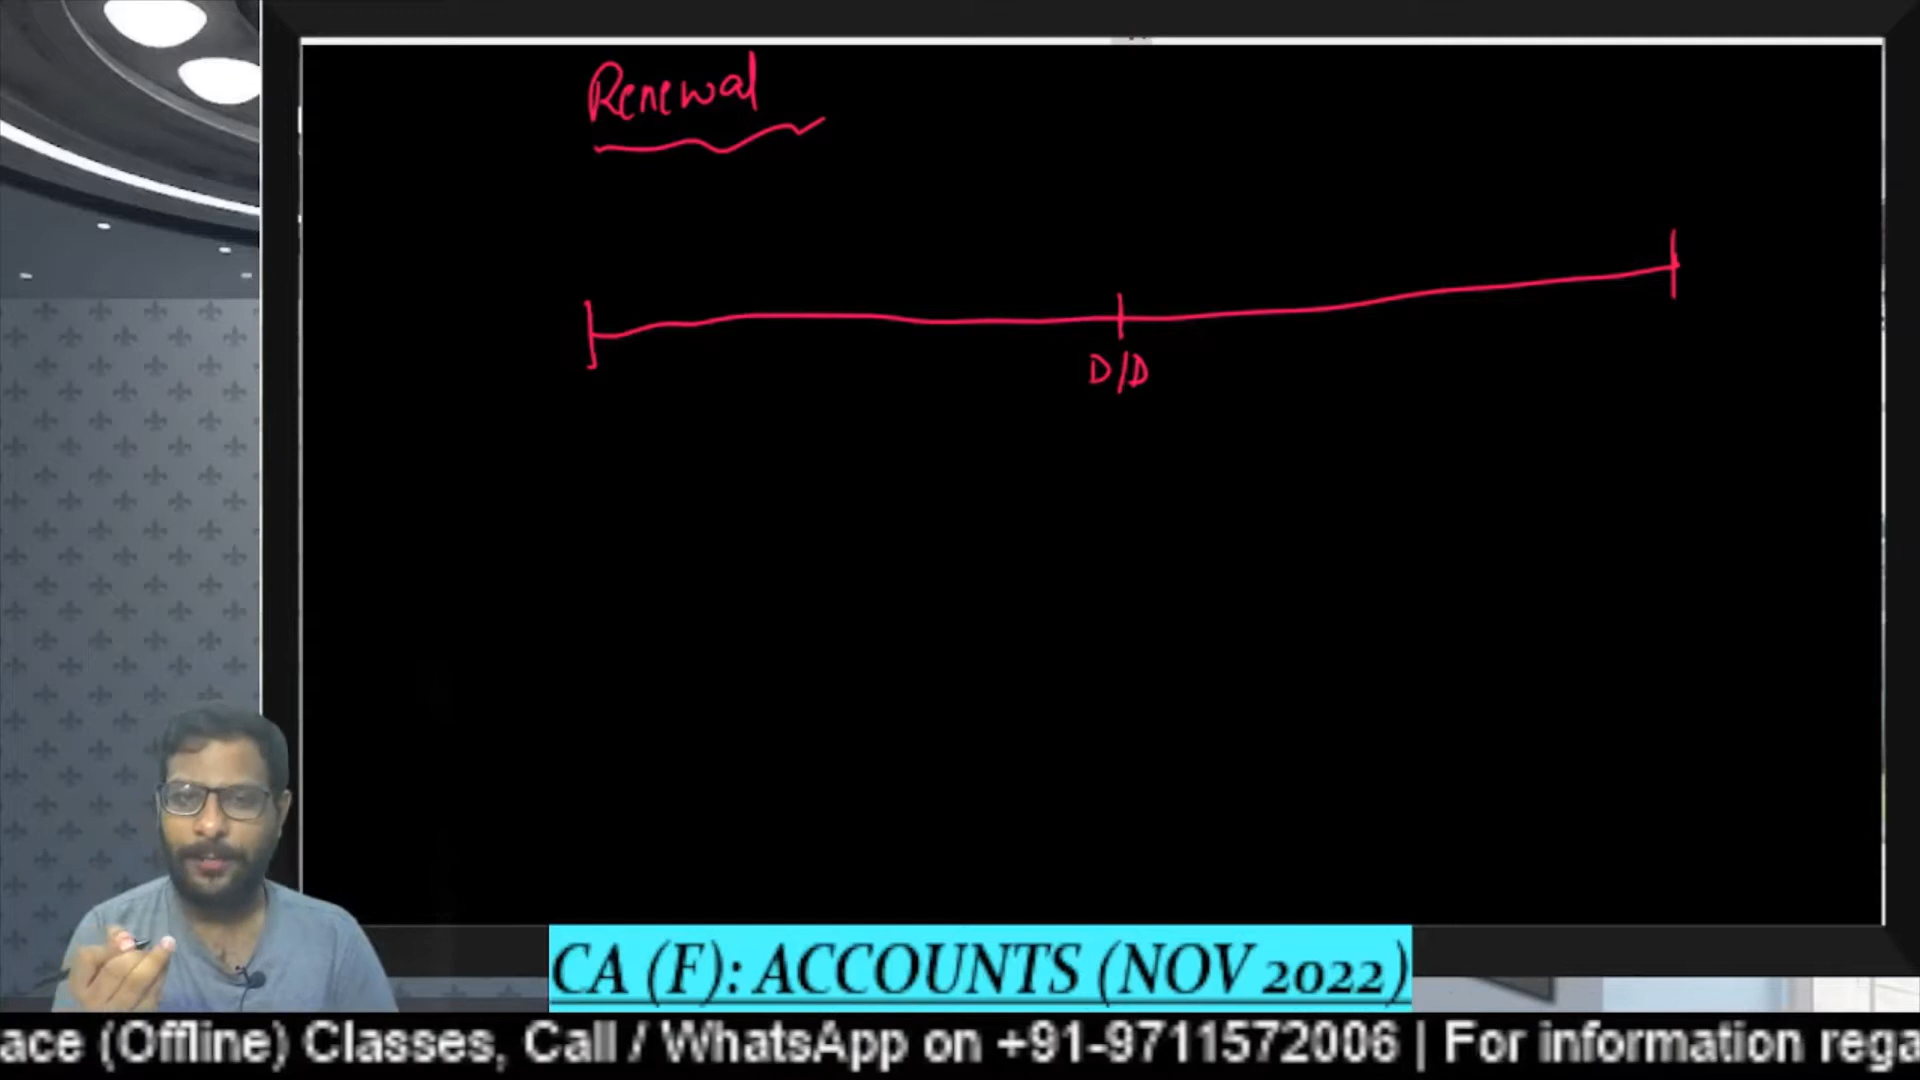 Renewal
D/D
CA (F): ACCOUNTS (NOV 2022)
ace (Offline) Classes, Call / WhatsApp on +91-9711572006 | For information rega